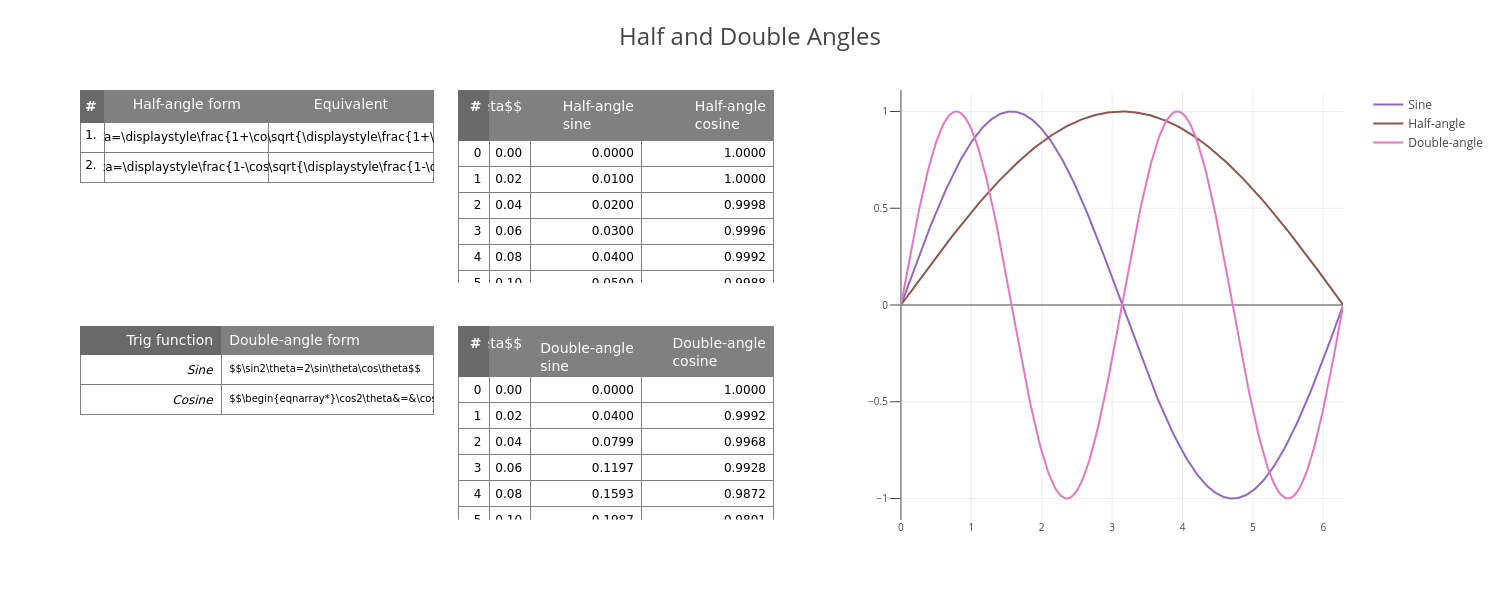 Half and Double Angles
# Half-angle form Equivalent
1. a=\displaystyle\frac{1+\co \sqrt{\displaystyle\frac{1+\
2. a=\displaystyle\frac{1-\cos \sqrt{\displaystyle\frac{1-\c
# ta$$ Half-angle sine Half-angle cosine
0 0.00 0.0000 1.0000
1 0.02 0.0100 1.0000
2 0.04 0.0200 0.9998
3 0.06 0.0300 0.9996
4 0.08 0.0400 0.9992
5 0.10 0.0500 0.9988
Trig function Double-angle form
Sine $$\sin2\theta=2\sin\theta\cos\theta$$
Cosine $$\begin{eqnarray*}\cos2\theta&=&\cos
# ta$$ Double-angle sine Double-angle cosine
0 0.00 0.0000 1.0000
1 0.02 0.0400 0.9992
2 0.04 0.0799 0.9968
3 0.06 0.1197 0.9928
4 0.08 0.1593 0.9872
5 0.10 0.1987 0.9801
1
0.5
0
−0.5
−1
0 1 2 3 4 5 6
Sine
Half-angle
Double-angle